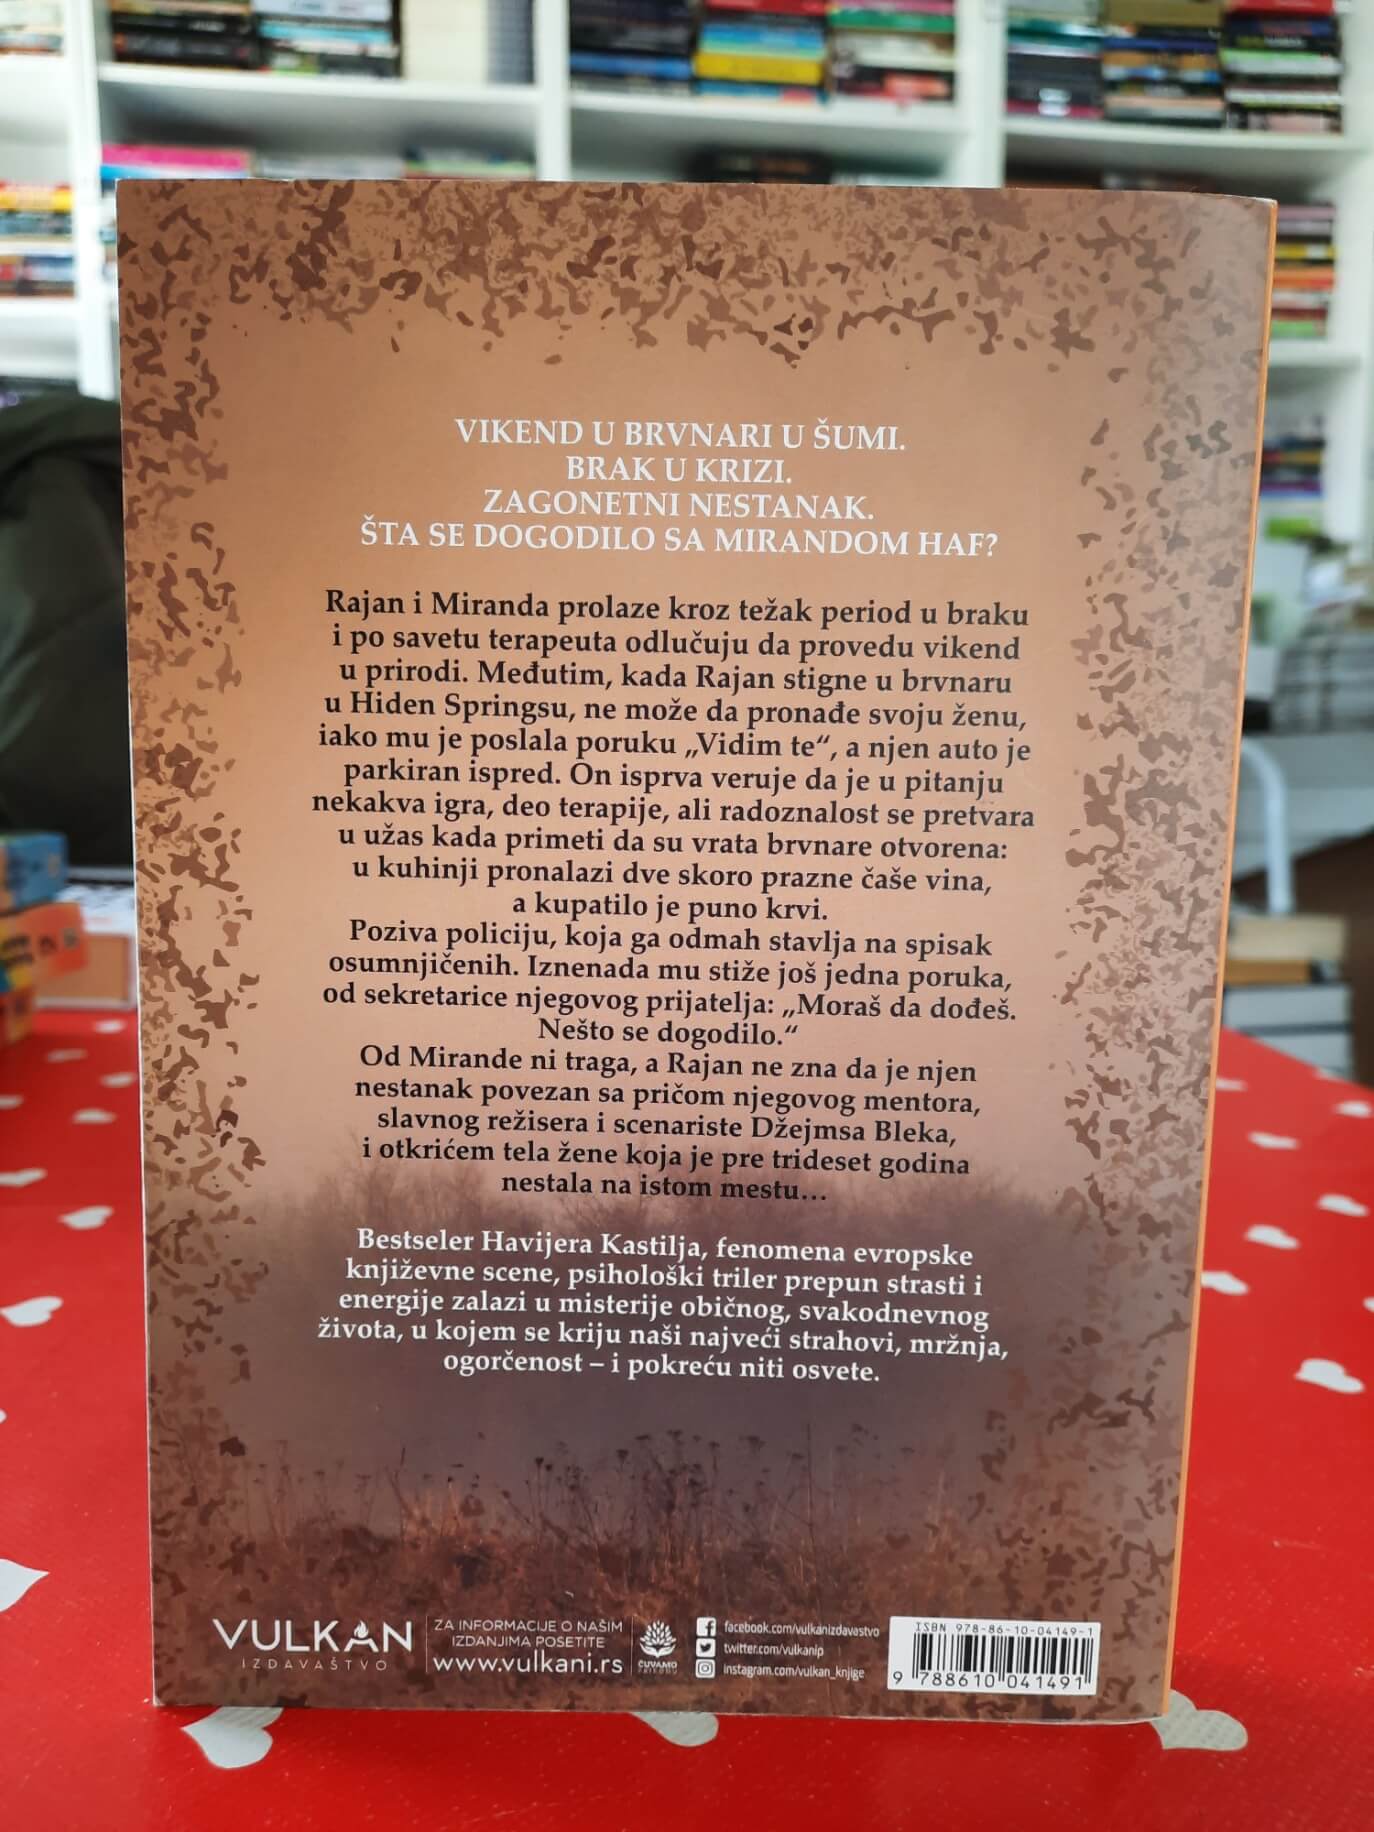 VIKEND U BRVNARI U ŠUMI.
BRAK U KRIZI.
ZAGONETNI NESTANAK.
ŠTA SE DOGODILO SA MIRANDOM HAF?
Rajan i Miranda prolaze kroz težak period u braku
i po savetu terapeuta odlučuju da provedu vikend
u prirodi. Međutim, kada Rajan stigne u brvnaru
u Hiden Springsu, ne može da pronađe svoju ženu,
iako mu je poslala poruku „Vidim te“, a njen auto je
parkiran ispred. On isprva veruje da je u pitanju
nekakva igra, deo terapije, ali radoznalost se pretvara
u užas kada primeti da su vrata brvnare otvorena:
u kuhinji pronalazi dve skoro prazne čaše vina,
a kupatilo je puno krvi.
Poziva policiju, koja ga odmah stavlja na spisak
osumnjičenih. Iznenada mu stiže još jedna poruka,
od sekretarice njegovog prijatelja: „Moraš da dođeš.
Nešto se dogodilo.“
Od Mirande ni traga, a Rajan ne zna da je njen
nestanak povezan sa pričom njegovog mentora,
slavnog režisera i scenariste Džejmsa Bleka,
i otkrićem tela žene koja je pre trideset godina
nestala na istom mestu...
Bestseler Havijera Kastilja, fenomena evropske
književne scene, psihološki triler prepun strasti i
energije zalazi u misterije običnog, svakodnevnog
života, u kojem se kriju naši najveći strahovi, mržnja,
ogorčenost – i pokreću niti osvete.
VULKAN
IZDAVAŠTVO
ZA INFORMACIJE O NAŠIM
IZDANJIMA POSETITE
www.vulkani.rs
ČUVAMO
PRIRODU
facebook.com/vulkanizdavastvo
twitter.com/vulkanip
instagram.com/vulkan_knjige
ISBN 978-86-10-04149-1
9 788610 041491